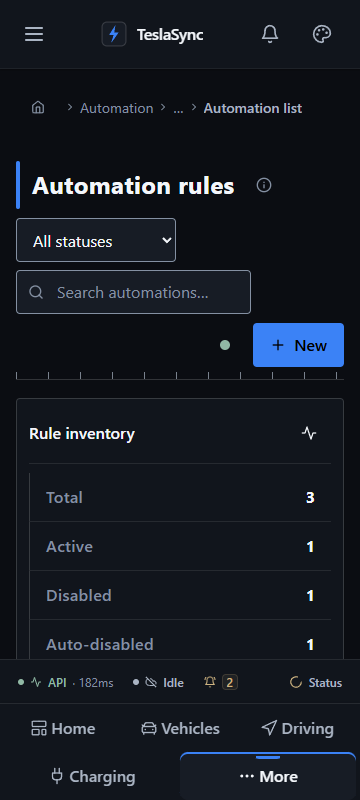 TeslaSync
Automation
...
Automation list
Automation rules
All statuses
Search automations...
New
Rule inventory
Total 3
Active 1
Disabled 1
Auto-disabled 1
API · 182ms Idle 2 Status
Home Vehicles Driving
Charging More